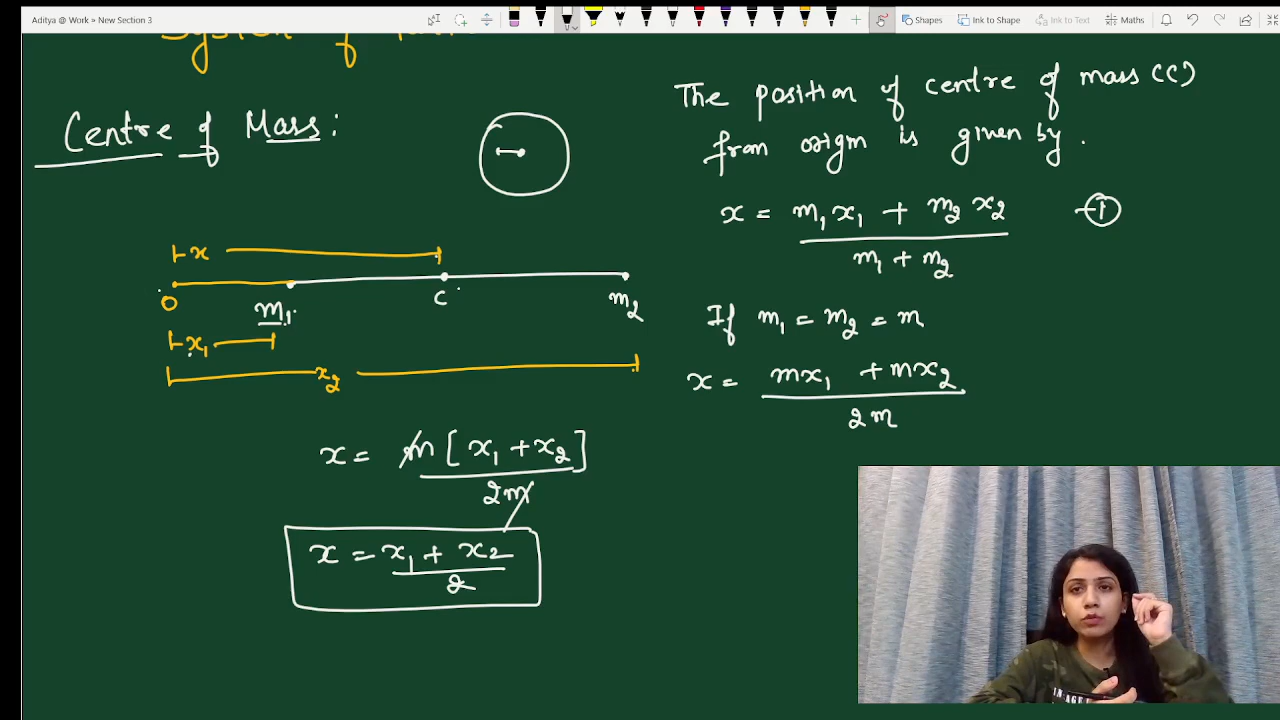 Aditya @ Work » New Section 3
Shapes
Ink to Shape
Ink to Text
Maths
System of
Centre of Mass:
x
O
m₁
C
m₂
x₁
x₂
x = m[x₁ + x₂]
2m
x = x₁ + x₂
2
The position of centre of mass (C)
from origin is given by.
x = m₁x₁ + m₂x₂ –①
m₁ + m₂
If m₁ = m₂ = m
x = mx₁ + mx₂
2m